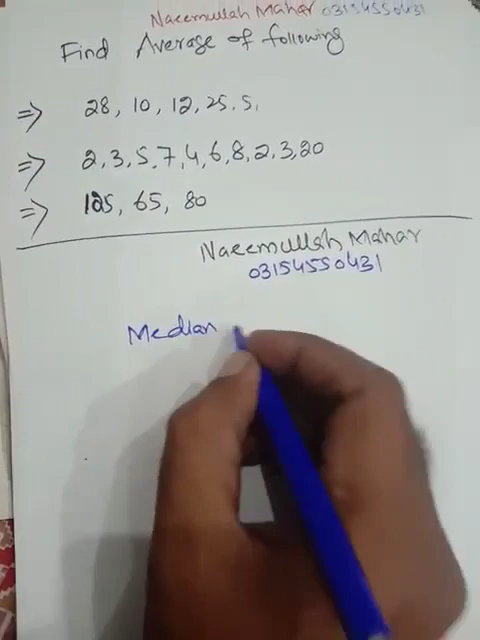 Naeemullah Mahar 03154550431
Find Average of following
⇒ 28, 10, 12, 25, 5,
⇒ 2, 3, 5, 7, 4, 6, 8, 2, 3, 20
⇒ 125, 65, 80
Naeemullah Mahar
03154550431
Median